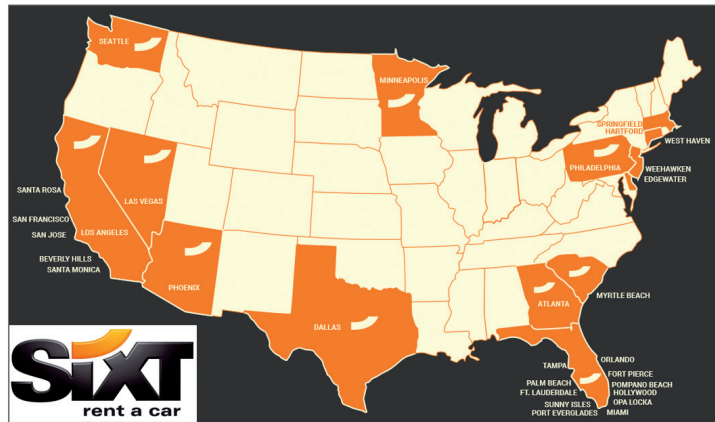 SEATTLE
MINNEAPOLIS
SPRINGFIELD
HARTFORD
WEST HAVEN
PHILADELPHIA
WEEHAWKEN
EDGEWATER
SANTA ROSA
LAS VEGAS
SAN FRANCISCO
SAN JOSE
LOS ANGELES
BEVERLY HILLS
SANTA MONICA
PHOENIX
DALLAS
ATLANTA
MYRTLE BEACH
TAMPA
ORLANDO
FORT PIERCE
PALM BEACH
POMPANO BEACH
FT. LAUDERDALE
HOLLYWOOD
SUNNY ISLES
OPA LOCKA
PORT EVERGLADES
MIAMI
SiXT
rent a car